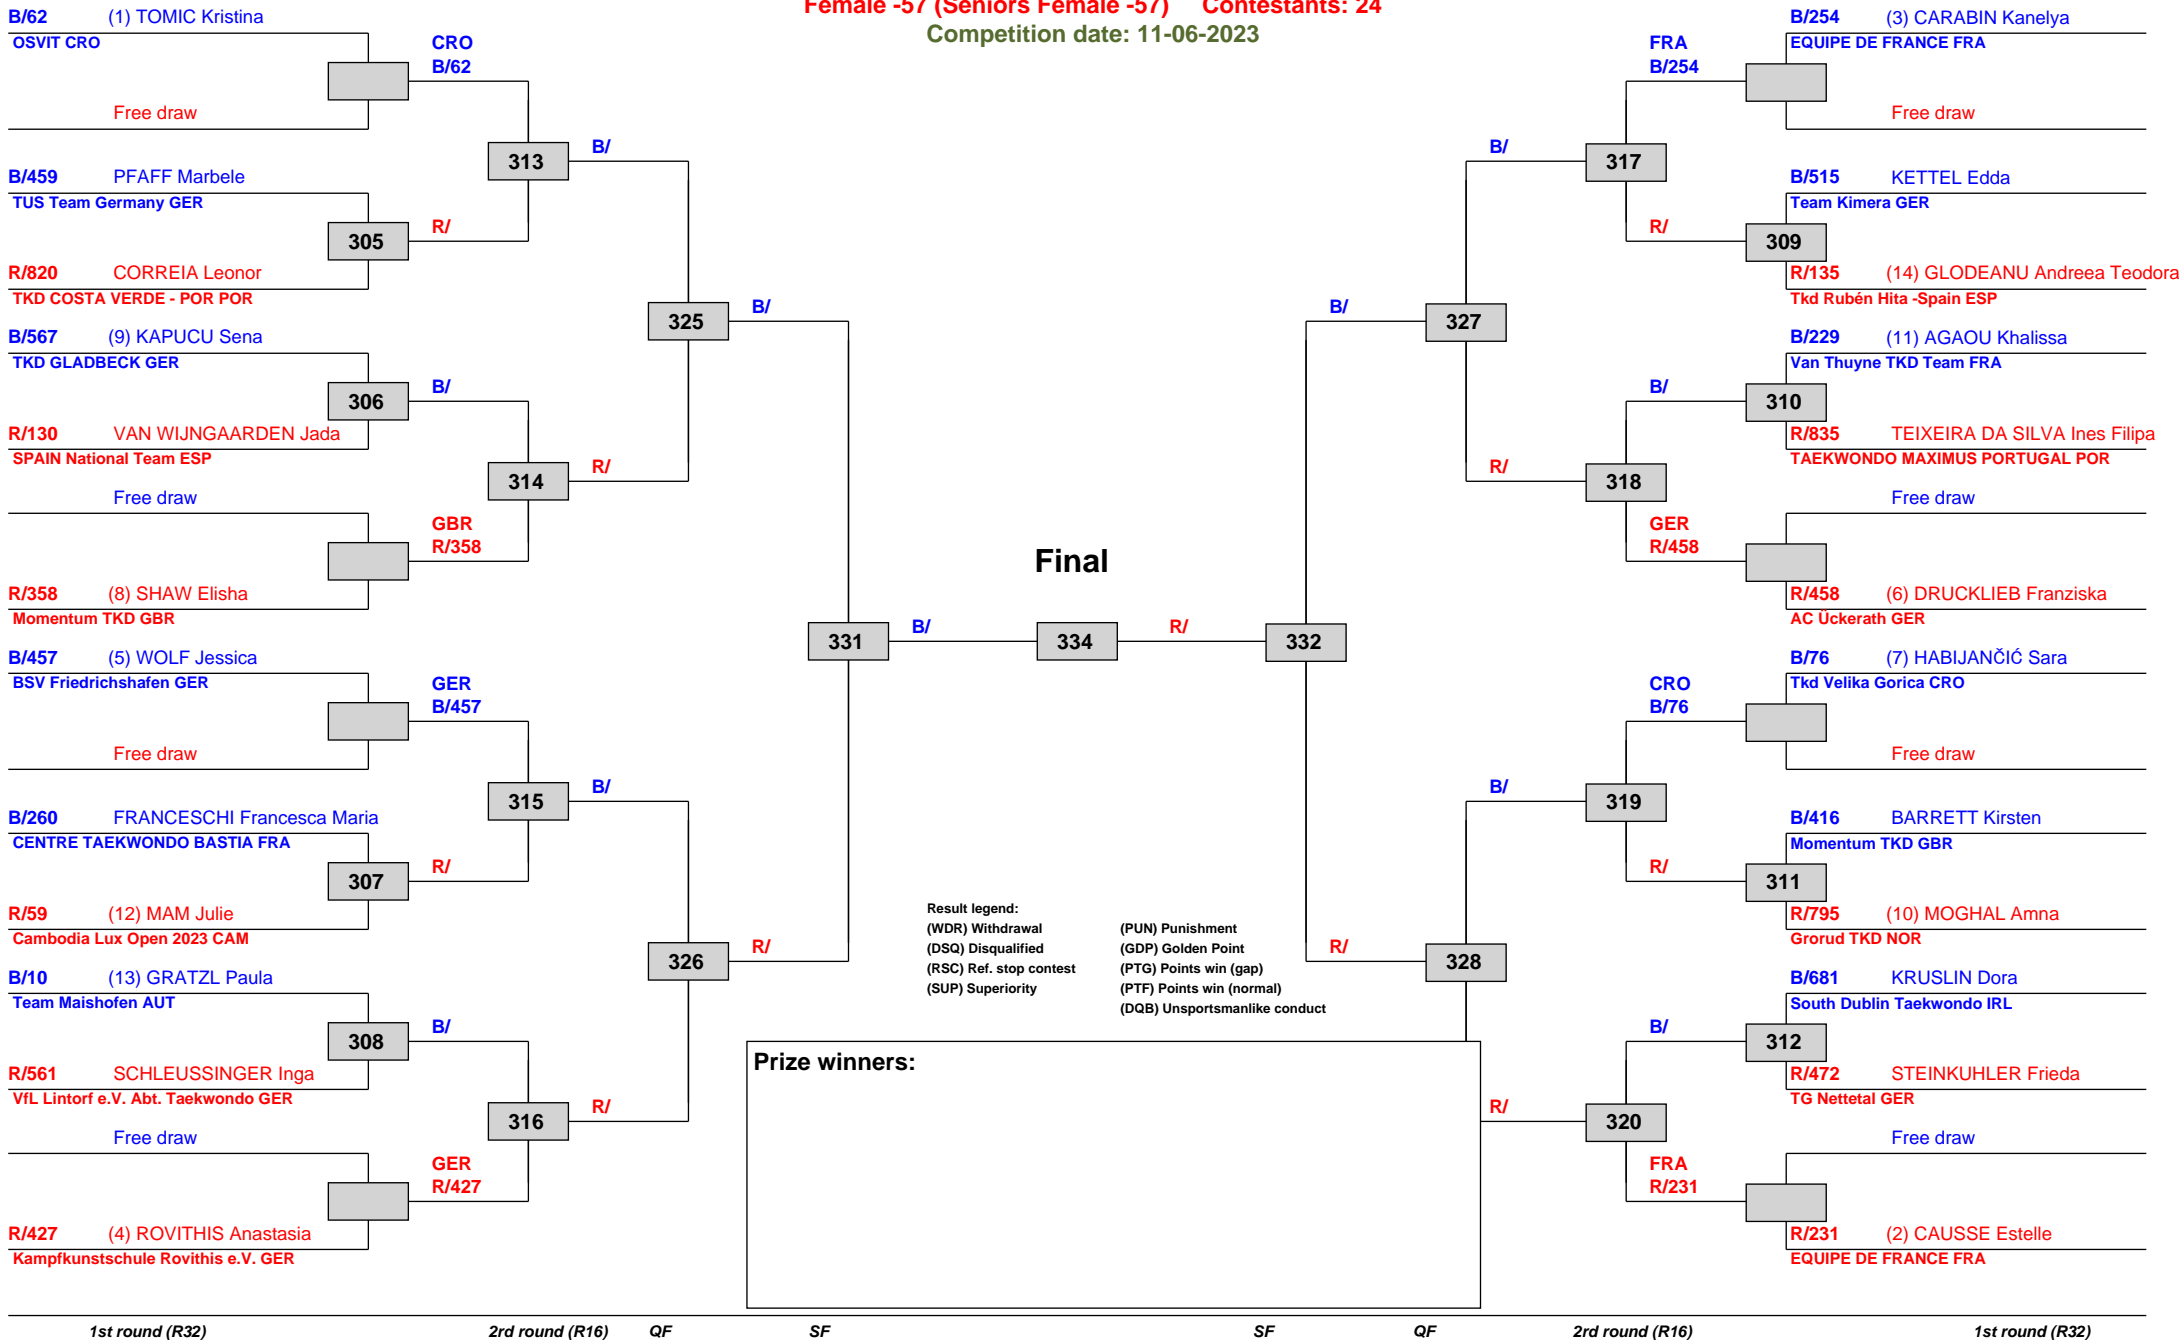 Female -57 (Seniors Female -57) Contestants: 24
Competition date: 11-06-2023
B/62 (1) TOMIC Kristina
OSVIT CRO
CRO
B/62
Free draw
313
B/
B/459 PFAFF Marbele
TUS Team Germany GER
305
R/
R/820 CORREIA Leonor
TKD COSTA VERDE - POR POR
325
B/
B/567 (9) KAPUCU Sena
TKD GLADBECK GER
306
B/
R/130 VAN WIJNGAARDEN Jada
SPAIN National Team ESP
314
R/
Free draw
GBR
R/358
R/358 (8) SHAW Elisha
Momentum TKD GBR
331
B/
B/457 (5) WOLF Jessica
BSV Friedrichshafen GER
GER
B/457
Free draw
315
B/
B/260 FRANCESCHI Francesca Maria
CENTRE TAEKWONDO BASTIA FRA
307
R/
R/59 (12) MAM Julie
Cambodia Lux Open 2023 CAM
326
R/
B/10 (13) GRATZL Paula
Team Maishofen AUT
308
B/
R/561 SCHLEUSSINGER Inga
VfL Lintorf e.V. Abt. Taekwondo GER
316
R/
Free draw
GER
R/427
R/427 (4) ROVITHIS Anastasia
Kampfkunstschule Rovithis e.V. GER
Final
334
R/
332
Result legend:
(WDR) Withdrawal (PUN) Punishment
(DSQ) Disqualified (GDP) Golden Point
(RSC) Ref. stop contest (PTG) Points win (gap)
(SUP) Superiority (PTF) Points win (normal)
(DQB) Unsportsmanlike conduct
Prize winners:
B/254 (3) CARABIN Kanelya
EQUIPE DE FRANCE FRA
FRA
B/254
Free draw
B/
317
B/515 KETTEL Edda
Team Kimera GER
R/
309
R/135 (14) GLODEANU Andreea Teodora
Tkd Rubén Hita -Spain ESP
B/
327
B/229 (11) AGAOU Khalissa
Van Thuyne TKD Team FRA
B/
310
R/835 TEIXEIRA DA SILVA Ines Filipa
TAEKWONDO MAXIMUS PORTUGAL POR
R/
318
Free draw
GER
R/458
R/458 (6) DRUCKLIEB Franziska
AC Ückerath GER
B/76 (7) HABIJANČIĆ Sara
Tkd Velika Gorica CRO
CRO
B/76
Free draw
B/
319
B/416 BARRETT Kirsten
Momentum TKD GBR
R/
311
R/795 (10) MOGHAL Amna
Grorud TKD NOR
R/
328
B/681 KRUSLIN Dora
South Dublin Taekwondo IRL
B/
312
R/472 STEINKUHLER Frieda
TG Nettetal GER
R/
320
Free draw
FRA
R/231
R/231 (2) CAUSSE Estelle
EQUIPE DE FRANCE FRA
1st round (R32) 2rd round (R16) QF SF SF QF 2rd round (R16) 1st round (R32)